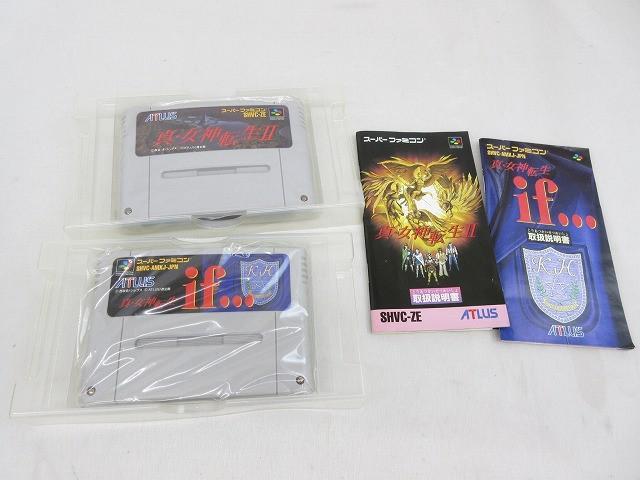 スーパーファミコン
SHVC-ZE
ATLUS
真・女神転生II
スーパーファミコン
SHVC-AMXJ-JPN
真・女神転生
if...
スーパーファミコン
真・女神転生II
取扱説明書
SHVC-ZE
ATLUS
スーパーファミコン
SHVC-AMXJ-JPN
真・女神転生
if...
取扱説明書
ATLUS